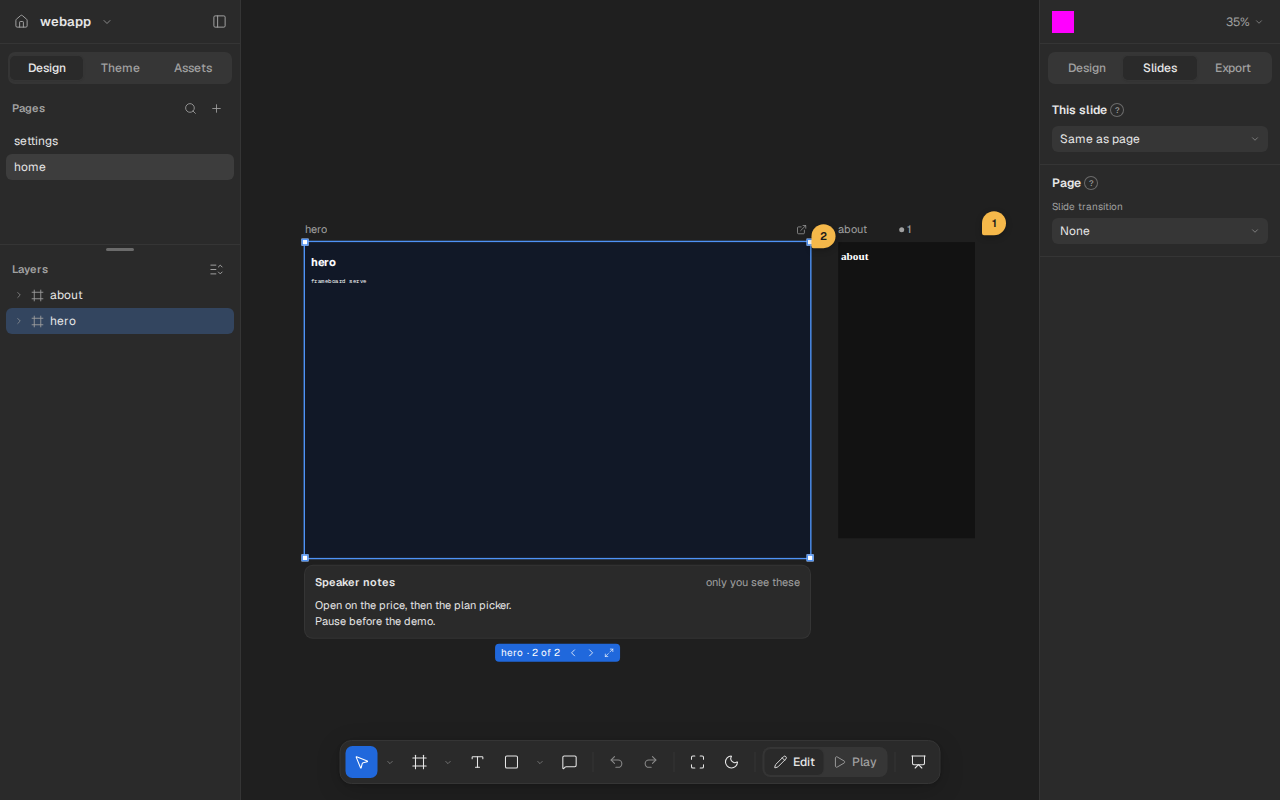 webapp
Design Theme Assets
Pages
settings
home
Layers
about
hero
hero
2
about
1
1
hero
frameboard serve
about
Speaker notes
only you see these
Open on the price, then the plan picker.
Pause before the demo.
hero - 2 of 2
Edit Play
35%
Design Slides Export
This slide ?
Same as page
Page ?
Slide transition
None